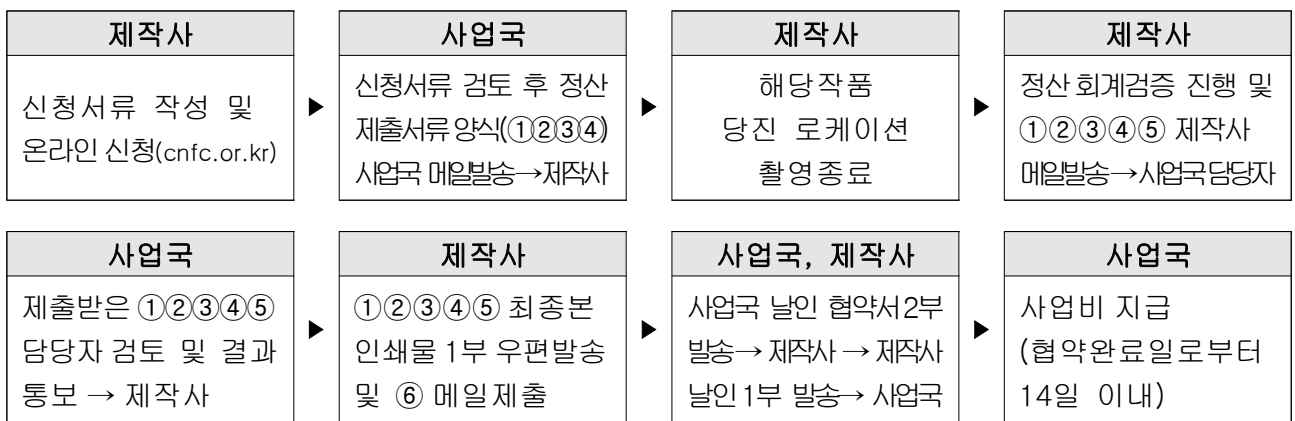 제작사
신청서류 작성 및
온라인 신청(cnfc.or.kr)
▶
사업국
신청서류 검토 후 정산
제출서류 양식(①②③④)
사업국 메일발송→제작사
▶
제작사
해당작품
당진 로케이션
촬영종료
▶
제작사
정산 회계검증 진행 및
①②③④⑤ 제작사
메일발송→사업국담당자
사업국
제출받은 ①②③④⑤
담당자 검토 및 결과
통보 → 제작사
▶
제작사
①②③④⑤ 최종본
인쇄물 1부 우편발송
및 ⑥ 메일제출
▶
사업국, 제작사
사업국 날인 협약서 2부
발송→ 제작사 → 제작사
날인 1부 발송→ 사업국
▶
사업국
사업비 지급
(협약완료일로부터
14일 이내)